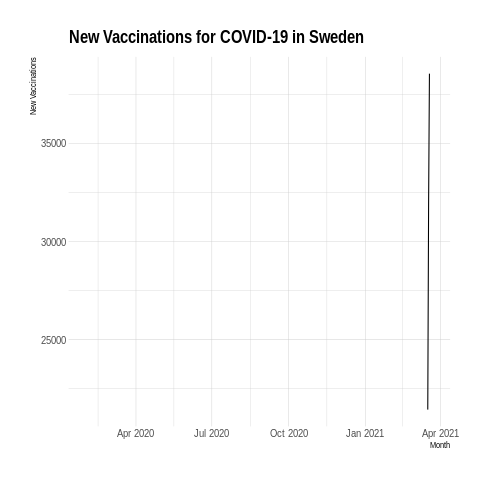 New Vaccinations for COVID-19 in Sweden
New Vaccinations
35000
30000
25000
Apr 2020 Jul 2020 Oct 2020 Jan 2021 Apr 2021
Month